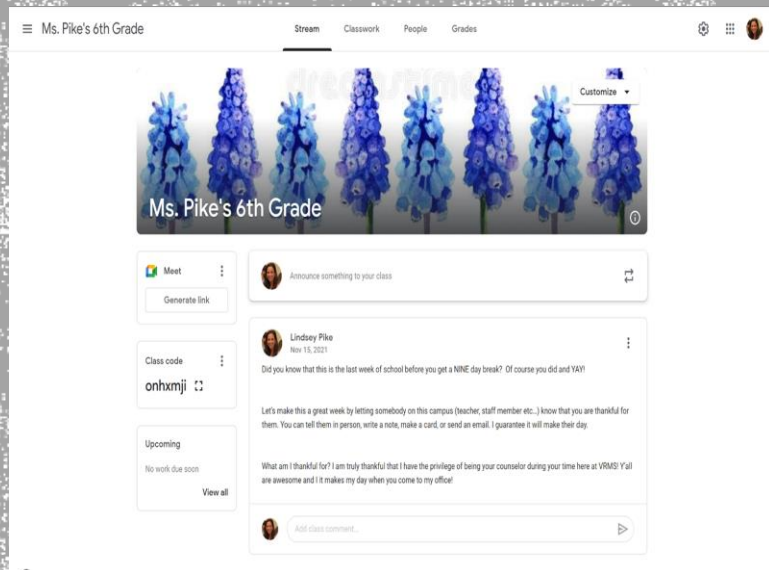 Ms. Pike's 6th Grade
Stream Classwork People Grades
dreamstime
Customize
Ms. Pike's 6th Grade
Meet
Generate link
Announce something to your class
Class code
onhxmji
Upcoming
No work due soon
View all
Lindsey Pike
Nov 15, 2021
Did you know that this is the last week of school before you get a NINE day break? Of course you did and YAY!
Let's make this a great week by letting somebody on this campus (teacher, staff member etc..) know that you are thankful for
them. You can tell them in person, write a note, make a card, or send an email. I guarantee it will make their day.
What am I thankful for? I am truly thankful that I have the privilege of being your counselor during your time here at VRMS! Y'all
are awesome and I it makes my day when you come to my office!
Add class comment...